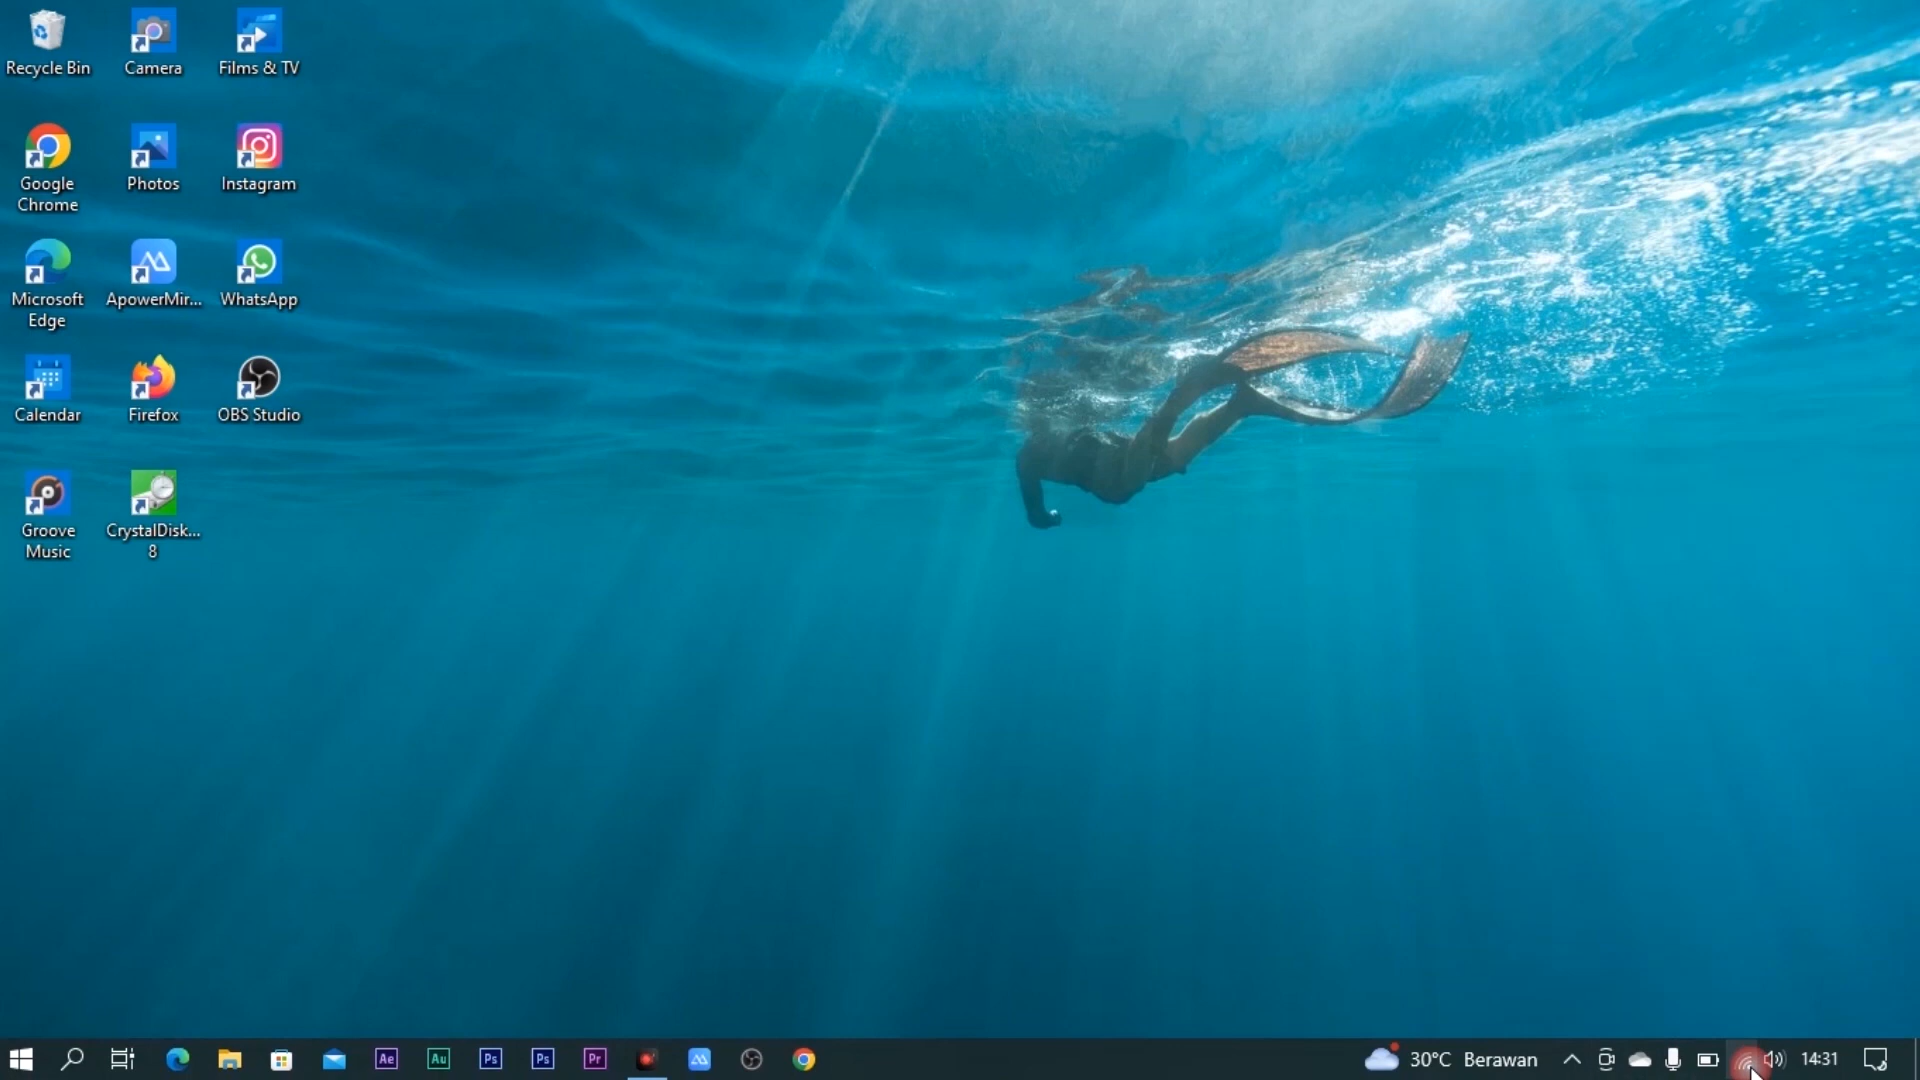 Recycle Bin
Camera
Films & TV
Google
Chrome
Photos
Instagram
Microsoft
Edge
ApowerMir...
WhatsApp
Calendar
Firefox
OBS Studio
Groove
Music
CrystalDisk...
8
Ae
Au
Ps
Ps
Pr
30°C Berawan
14:31